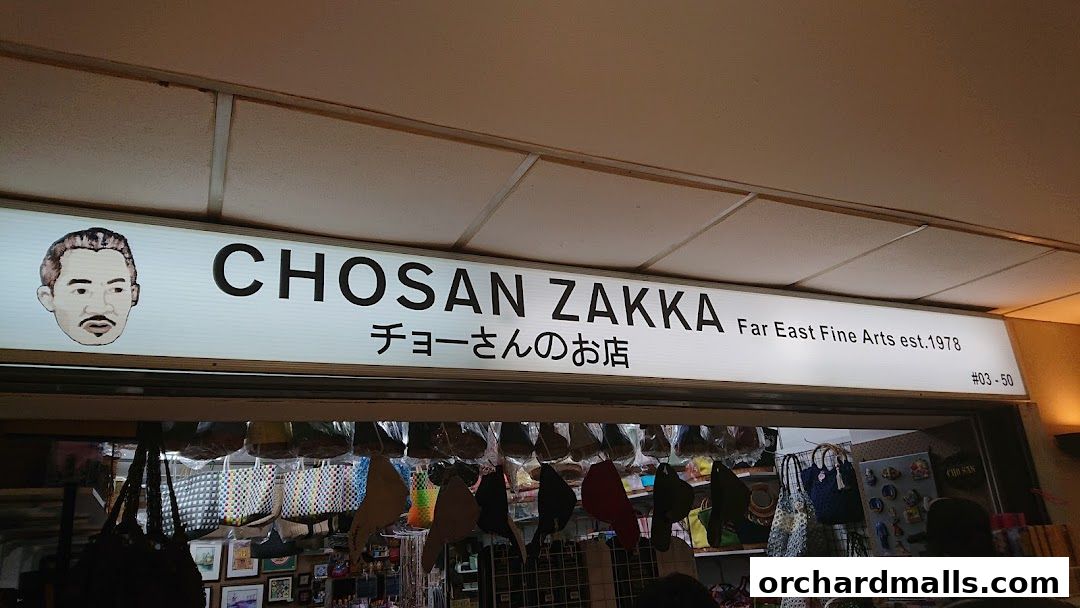 CHOSAN ZAKKA
チョーさんのお店
Far East Fine Arts est.1978
#03 - 50
CHOSAN
orchardmalls.com